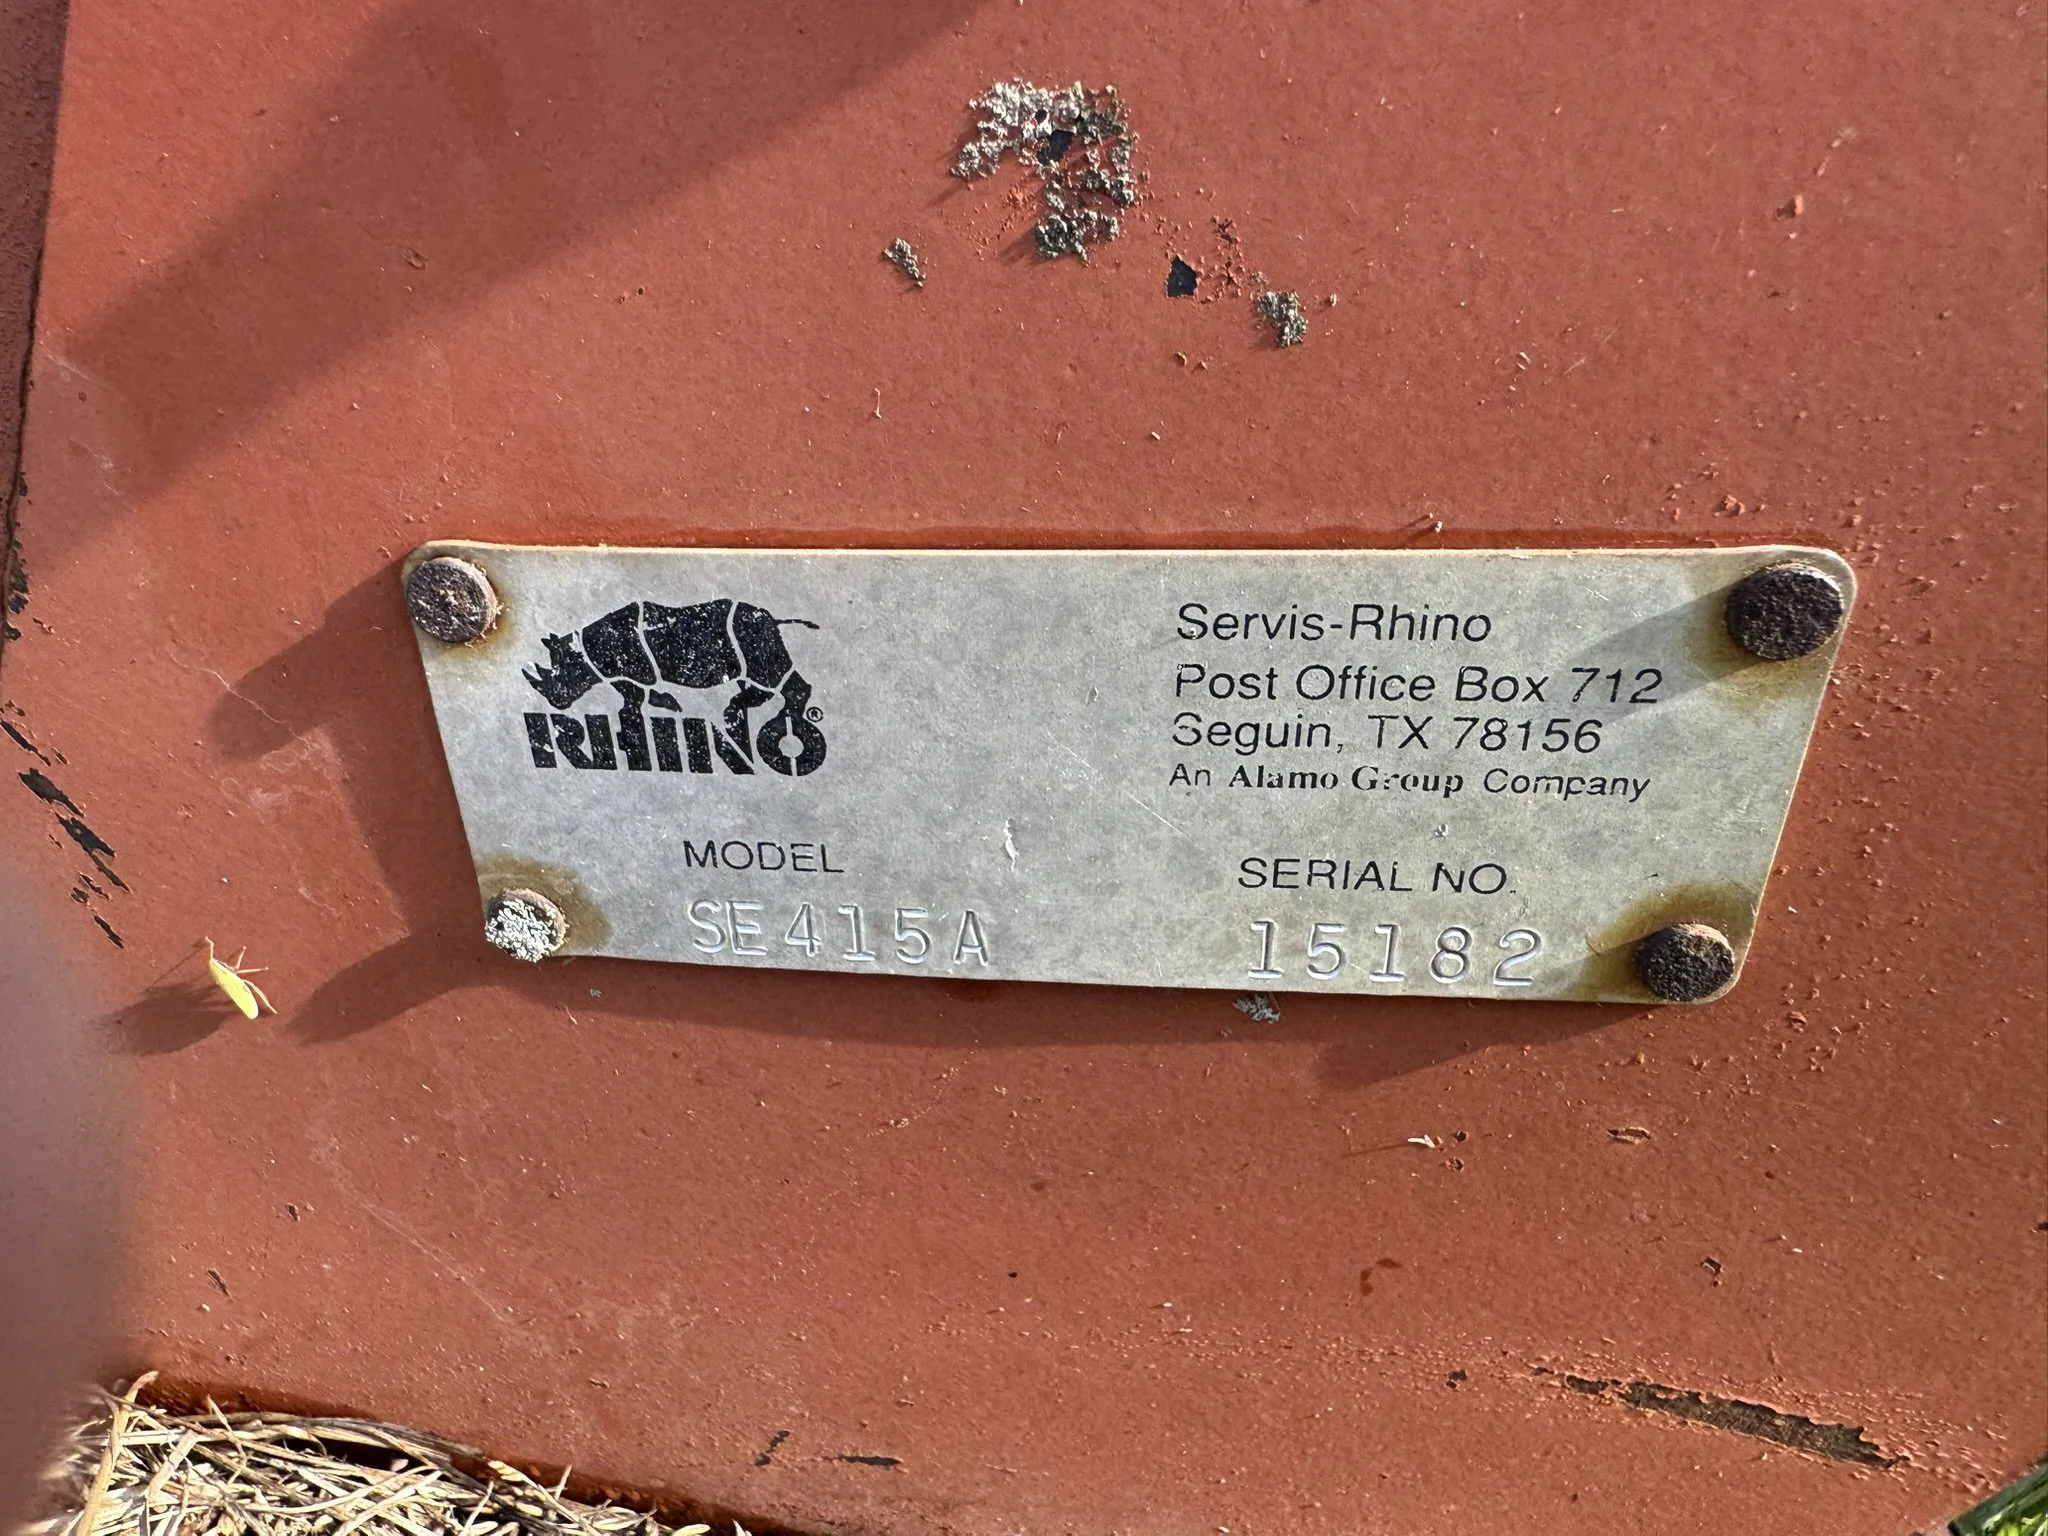 RHINO®
Servis-Rhino
Post Office Box 712
Seguin, TX 78156
An Alamo Group Company
MODEL
SE415A
SERIAL NO.
15182